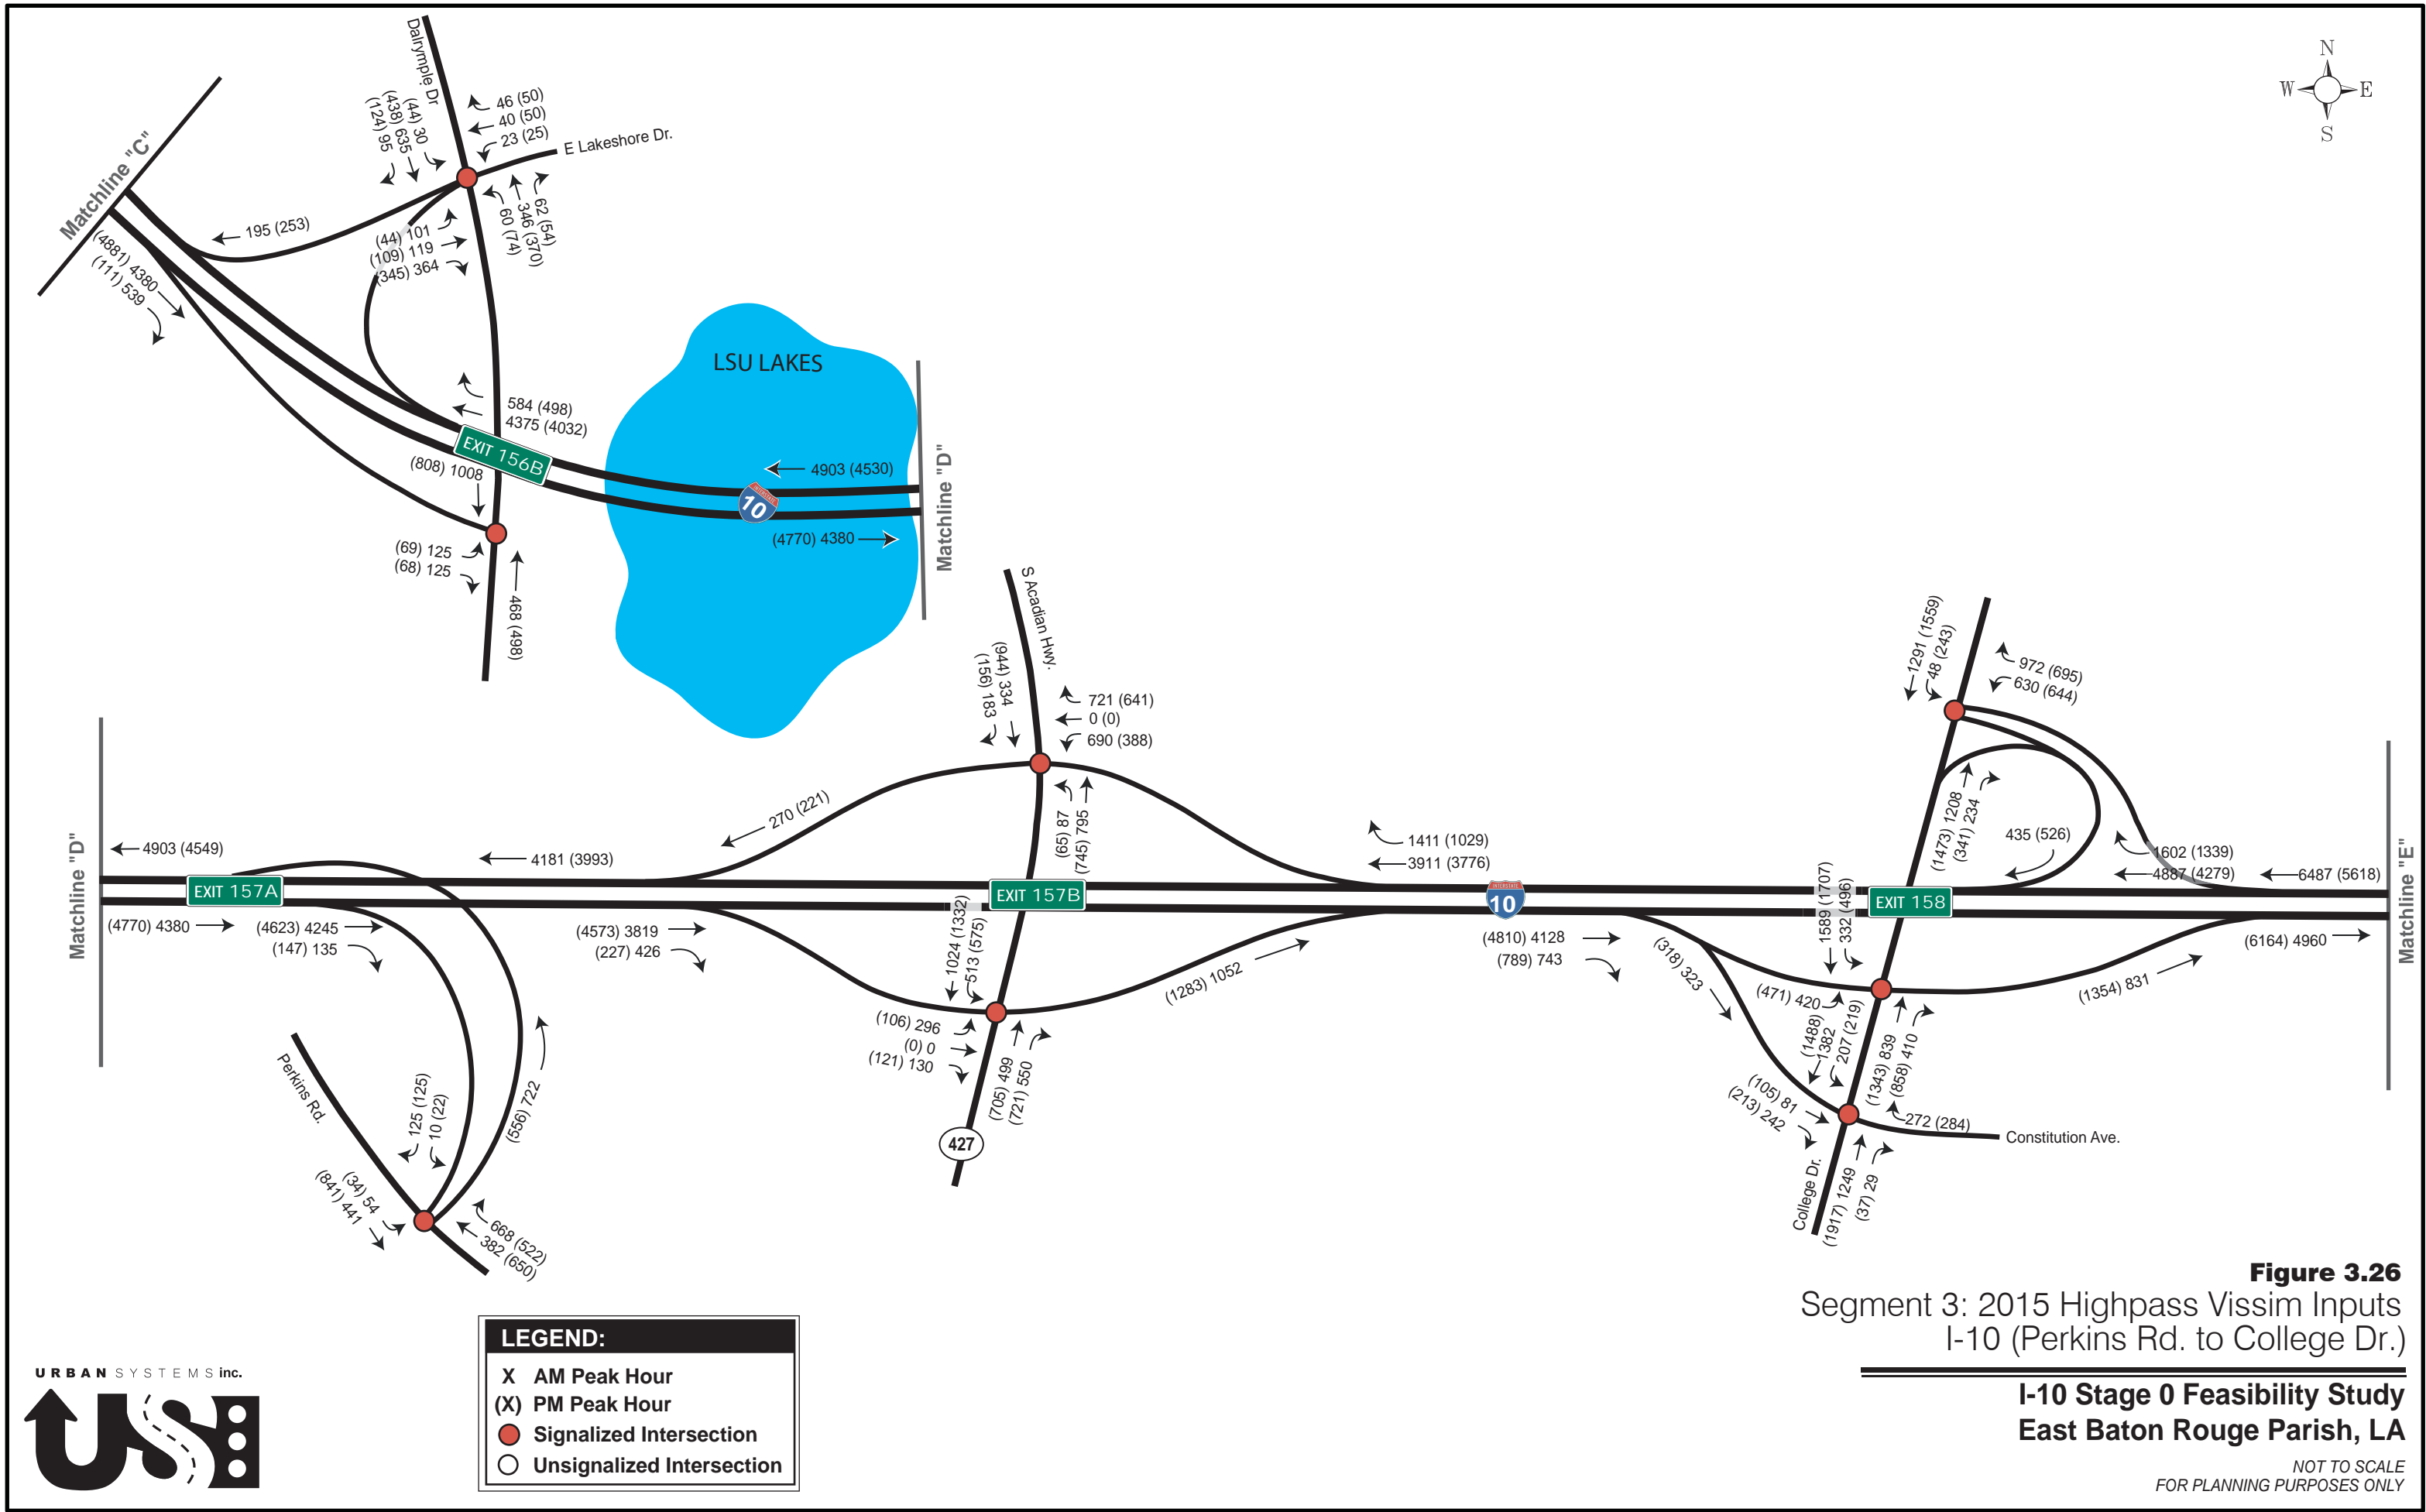 N
W E
S
Dalrymple Dr
46 (50)
40 (50)
23 (25)
(44) 30
(438) 635
(124) 95
E Lakeshore Dr.
Matchline "C"
195 (253)
(44) 101
(109) 119
(345) 364
62 (54)
346 (370)
60 (74)
(4881) 4380
(111) 539
LSU LAKES
584 (498)
4375 (4032)
EXIT 156B
(808) 1008
4903 (4530)
INTERSTATE
10
(4770) 4380
Matchline "D"
(69) 125
(68) 125
468 (498)
S Acadian Hwy.
(944) 334
(156) 183
721 (641)
0 (0)
690 (388)
(65) 87
(745) 795
270 (221)
1291 (1559)
48 (243)
972 (695)
630 (644)
(1473) 1208
(341) 234
435 (526)
1602 (1339)
4887 (4279)
6487 (5618)
Matchline "E"
Matchline "D"
4903 (4549)
4181 (3993)
1411 (1029)
3911 (3776)
EXIT 157A
EXIT 157B
INTERSTATE
10
EXIT 158
(4770) 4380
(4623) 4245
(147) 135
(4573) 3819
(227) 426
1024 (1332)
513 (575)
(1283) 1052
(4810) 4128
(789) 743
(318) 323
1589 (1707)
332 (496)
(6164) 4960
(1354) 831
(471) 420
(1488)
1382
207 (219)
(1343) 839
(858) 410
(106) 296
(0) 0
(121) 130
(705) 499
(721) 550
427
Perkins Rd.
125 (125)
10 (22)
(556) 722
(34) 54
(841) 441
668 (522)
382 (650)
(105) 81
(213) 242
272 (284)
Constitution Ave.
College Dr.
(1917) 1249
(37) 29
Figure 3.26
Segment 3: 2015 Highpass Vissim Inputs
I-10 (Perkins Rd. to College Dr.)
I-10 Stage 0 Feasibility Study
East Baton Rouge Parish, LA
NOT TO SCALE
FOR PLANNING PURPOSES ONLY
LEGEND:
X AM Peak Hour
(X) PM Peak Hour
Signalized Intersection
Unsignalized Intersection
URBAN SYSTEMS inc.
USI